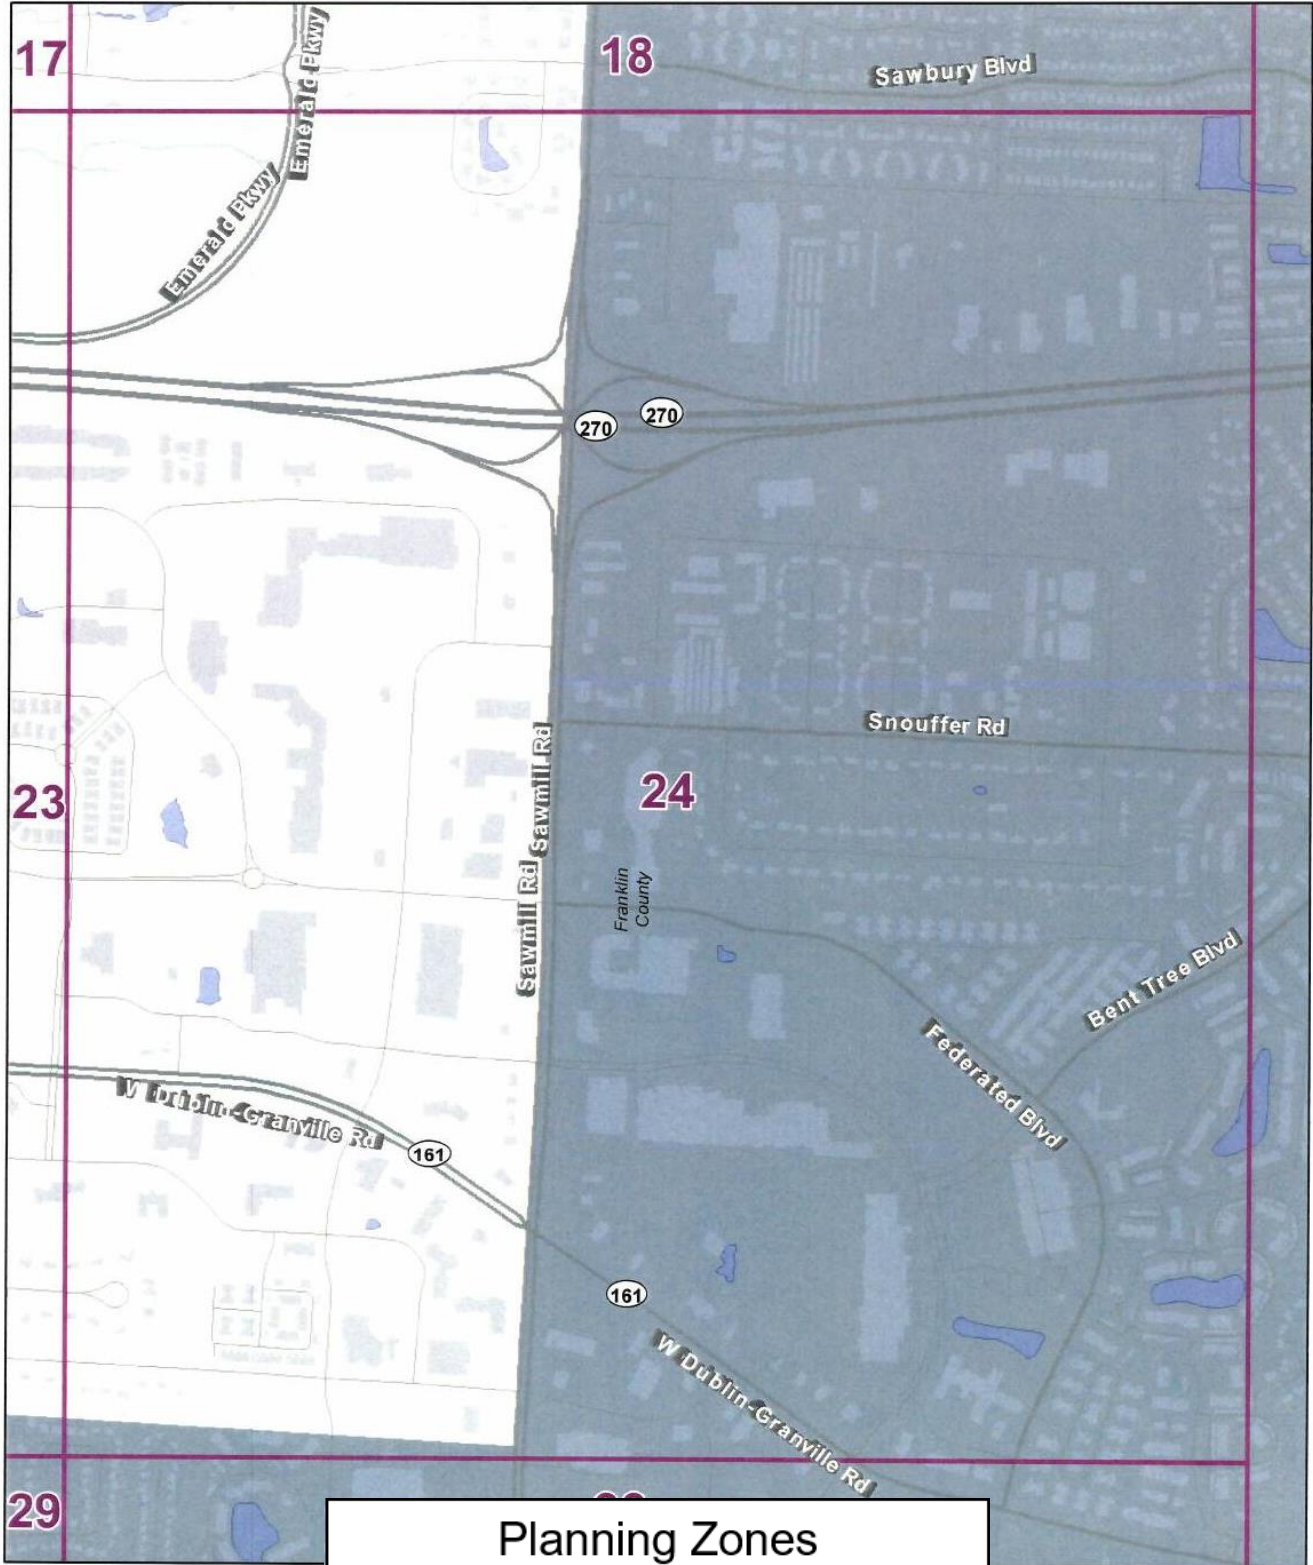 17
Emerald Pkwy
18
Sawbury Blvd
Emerald Pkwy
270
270
Sawmill Rd
Snouffer Rd
23
24
Sawmill Rd
Franklin
County
Bent Tree Blvd
Federated Blvd
W Dublin-Granville Rd
161
161
W Dublin-Granville Rd
29
Planning Zones